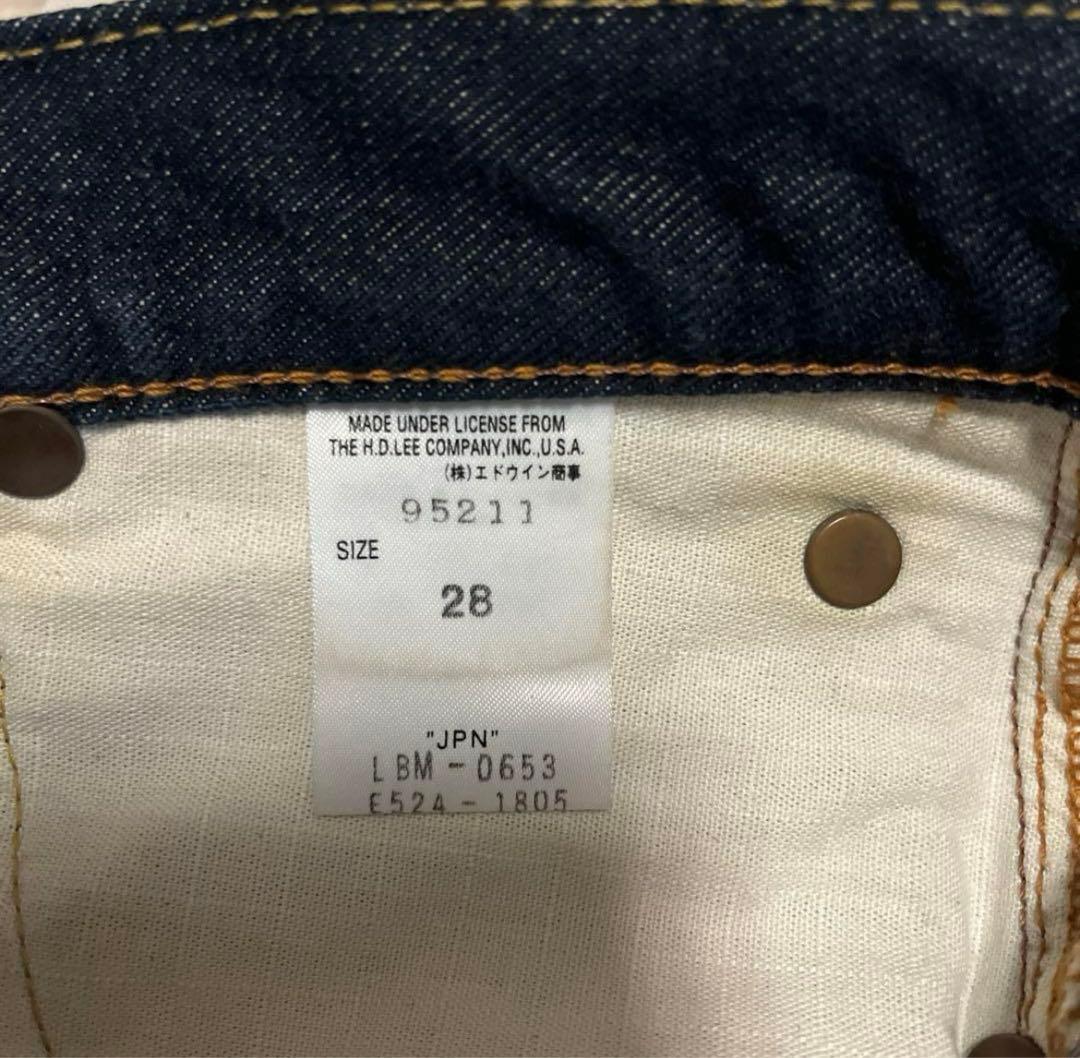 MADE UNDER LICENSE FROM
THE H.D.LEE COMPANY,INC.,U.S.A.
(株)エドウイン商事
95211
SIZE
28
"JPN"
LBM-0653
E524-1805